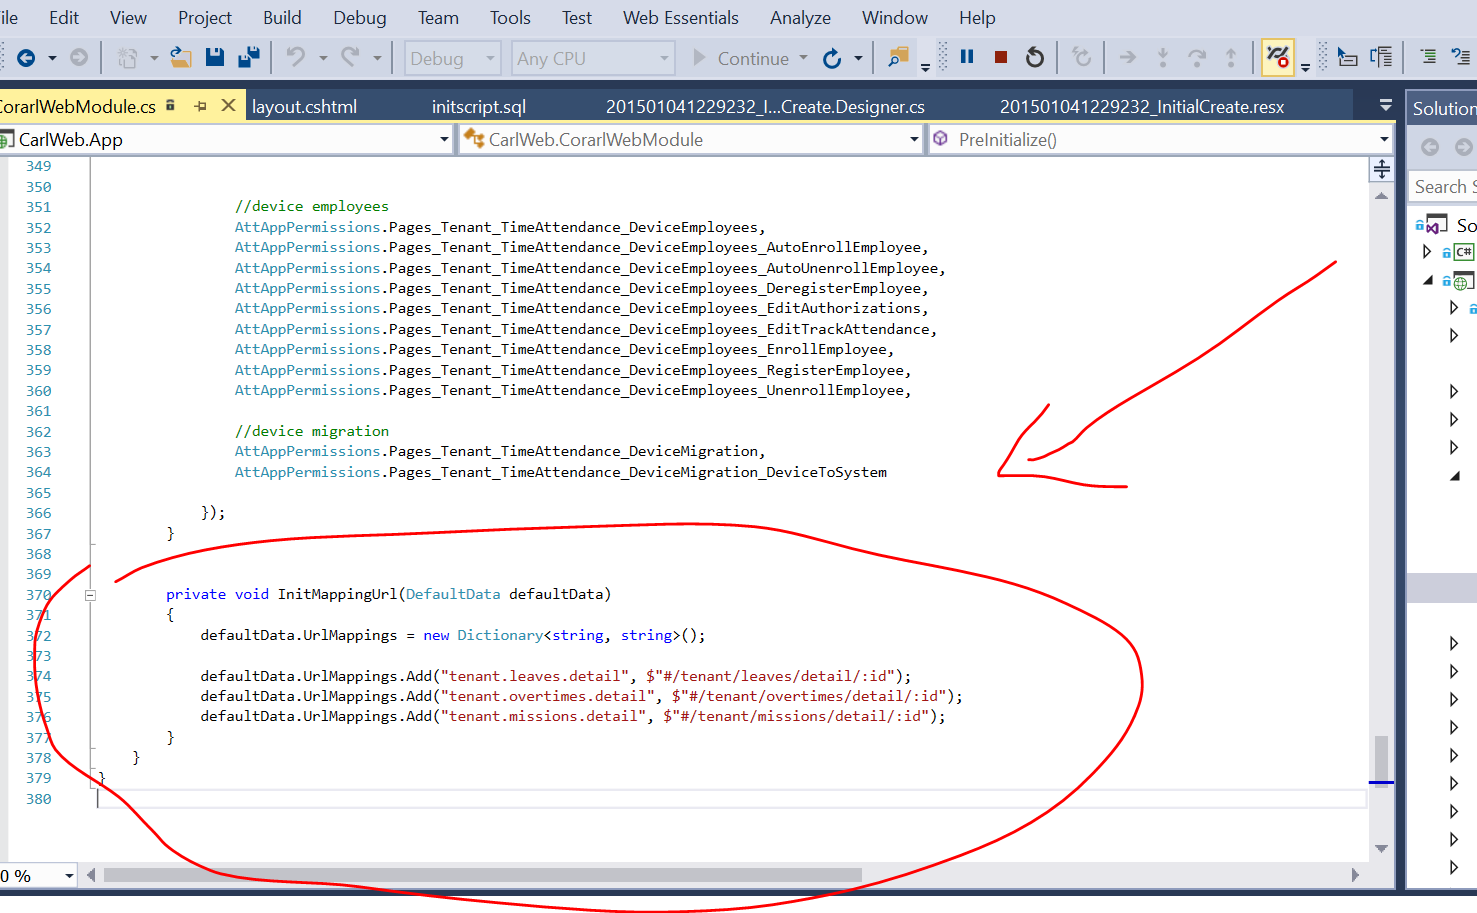 ile Edit View Project Build Debug Team Tools Test Web Essentials Analyze Window Help
Debug Any CPU Continue
CorarlWebModule.cs layout.cshtml initscript.sql 201501041229232_I...Create.Designer.cs 201501041229232_InitialCreate.resx
Solution
CarlWeb.App CarlWeb.CorarlWebModule PreInitialize()
Search S
So
C#
349
350
351 //device employees
352 AttAppPermissions.Pages_Tenant_TimeAttendance_DeviceEmployees,
353 AttAppPermissions.Pages_Tenant_TimeAttendance_DeviceEmployees_AutoEnrollEmployee,
354 AttAppPermissions.Pages_Tenant_TimeAttendance_DeviceEmployees_AutoUnenrollEmployee,
355 AttAppPermissions.Pages_Tenant_TimeAttendance_DeviceEmployees_DeregisterEmployee,
356 AttAppPermissions.Pages_Tenant_TimeAttendance_DeviceEmployees_EditAuthorizations,
357 AttAppPermissions.Pages_Tenant_TimeAttendance_DeviceEmployees_EditTrackAttendance,
358 AttAppPermissions.Pages_Tenant_TimeAttendance_DeviceEmployees_EnrollEmployee,
359 AttAppPermissions.Pages_Tenant_TimeAttendance_DeviceEmployees_RegisterEmployee,
360 AttAppPermissions.Pages_Tenant_TimeAttendance_DeviceEmployees_UnenrollEmployee,
361
362 //device migration
363 AttAppPermissions.Pages_Tenant_TimeAttendance_DeviceMigration,
364 AttAppPermissions.Pages_Tenant_TimeAttendance_DeviceMigration_DeviceToSystem
365
366 });
367 }
368
369
370 private void InitMappingUrl(DefaultData defaultData)
371 {
372 defaultData.UrlMappings = new Dictionary<string, string>();
373
374 defaultData.UrlMappings.Add("tenant.leaves.detail", $"#/tenant/leaves/detail/:id");
375 defaultData.UrlMappings.Add("tenant.overtimes.detail", $"#/tenant/overtimes/detail/:id");
376 defaultData.UrlMappings.Add("tenant.missions.detail", $"#/tenant/missions/detail/:id");
377 }
378 }
379 }
380
0 %